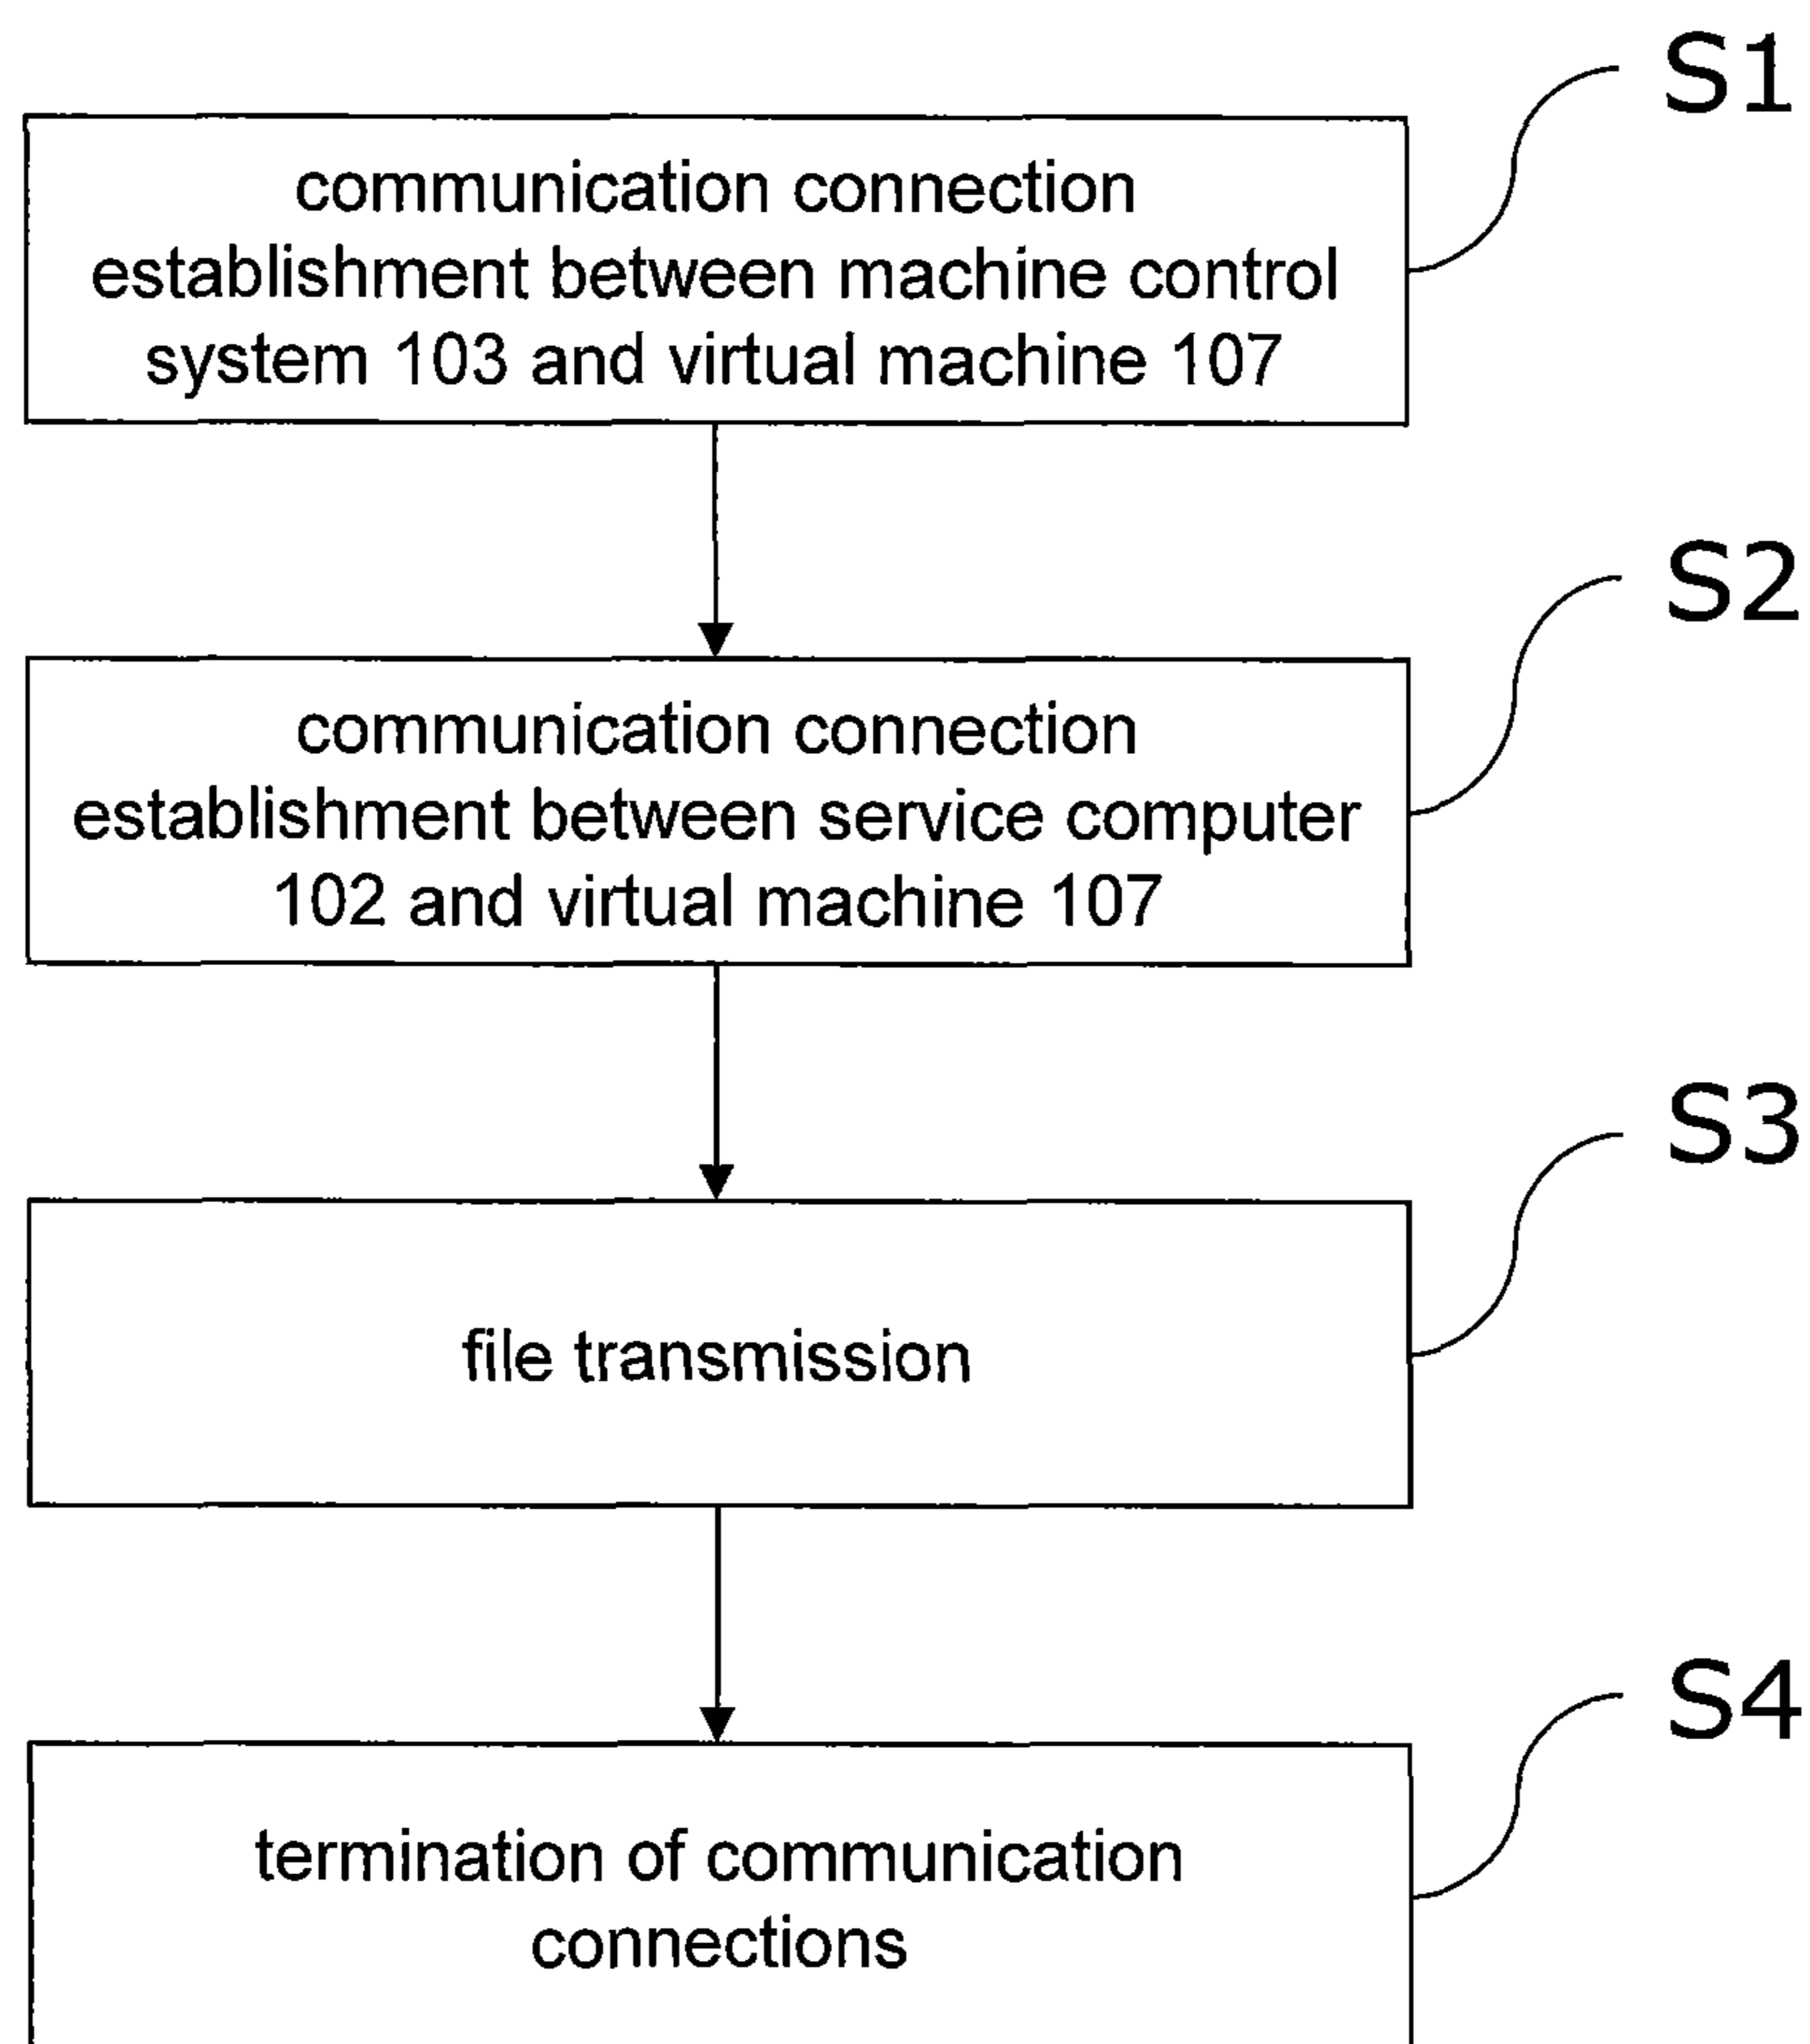 S1
communication connection
establishment between machine control
system 103 and virtual machine 107
S2
communication connection
establishment between service computer
102 and virtual machine 107
S3
file transmission
S4
termination of communication
connections